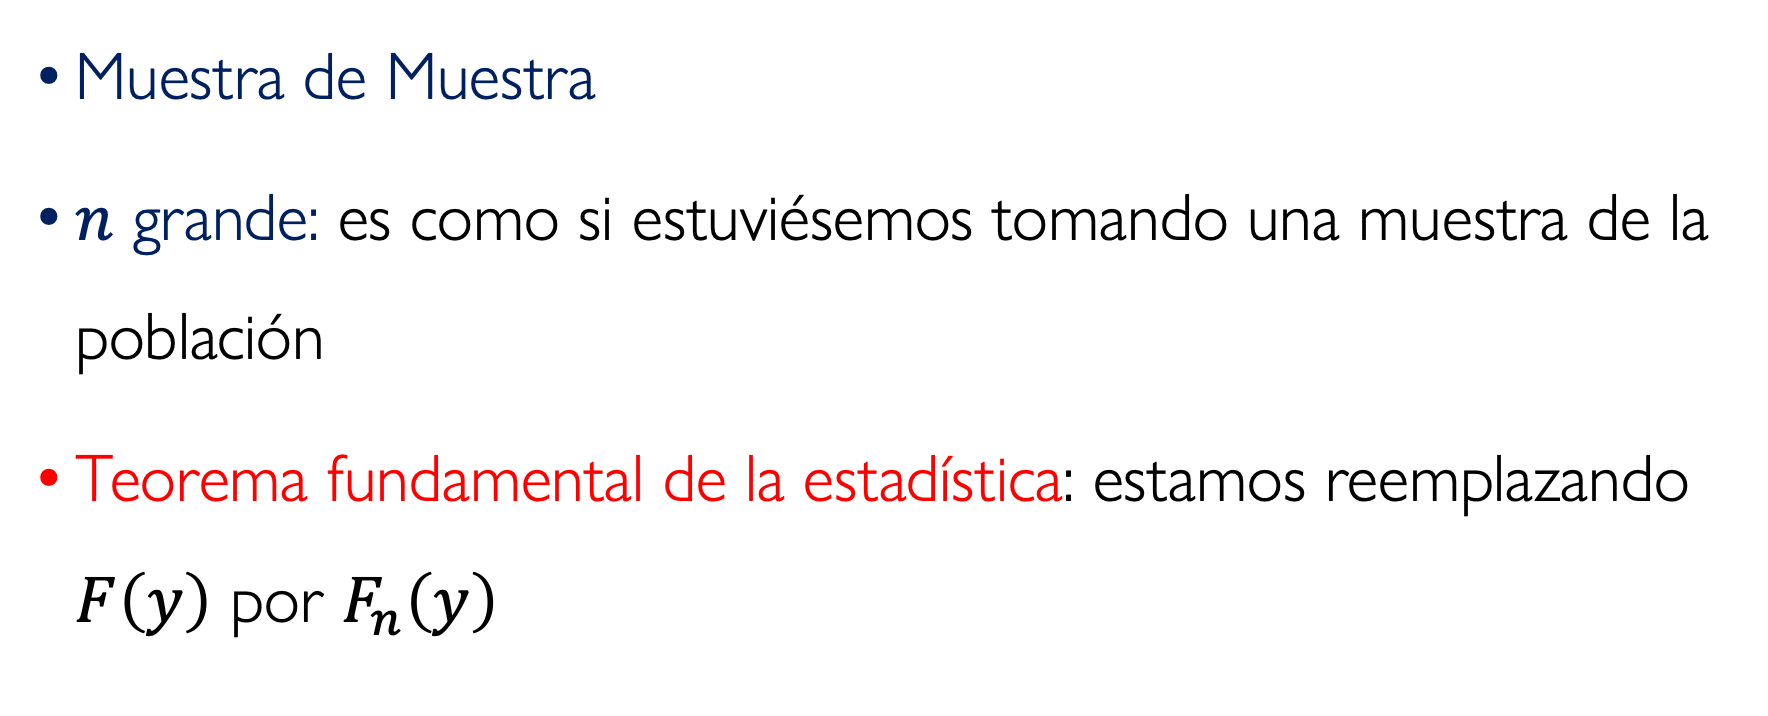 • Muestra de Muestra
• n grande: es como si estuviésemos tomando una muestra de la
población
• Teorema fundamental de la estadística: estamos reemplazando
F(y) por Fₙ(y)